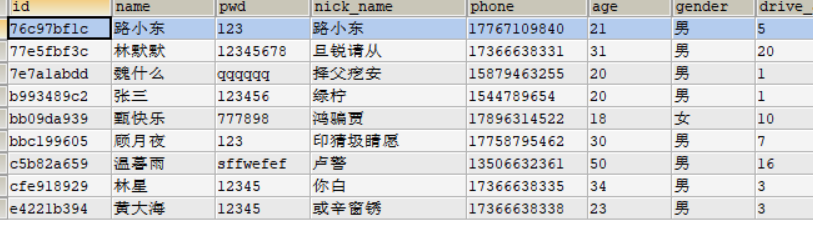 id name pwd nick_name phone age gender drive_
76c97bf1c 路小东 123 路小东 17767109840 21 男 5
77e5fbf3c 林默默 12345678 旦锐请从 17366638331 31 男 20
7e7a1abdd 魏什么 qqqqqq 择父挖安 15879463255 20 男 1
b993489c2 张三 123456 绿柠 1544789654 20 男 1
bb09da939 甄快乐 777898 鸿骗贾 17896314522 18 女 10
bbc199605 顾月夜 123 印猜圾睛愿 17758795462 30 男 7
c5b82a659 温暮雨 sffwefef 卢警 13506632361 50 男 16
cfe918929 林星 12345 你白 17366638335 34 男 3
e4221b394 黄大海 12345 或辛窗锈 17366638338 23 男 3